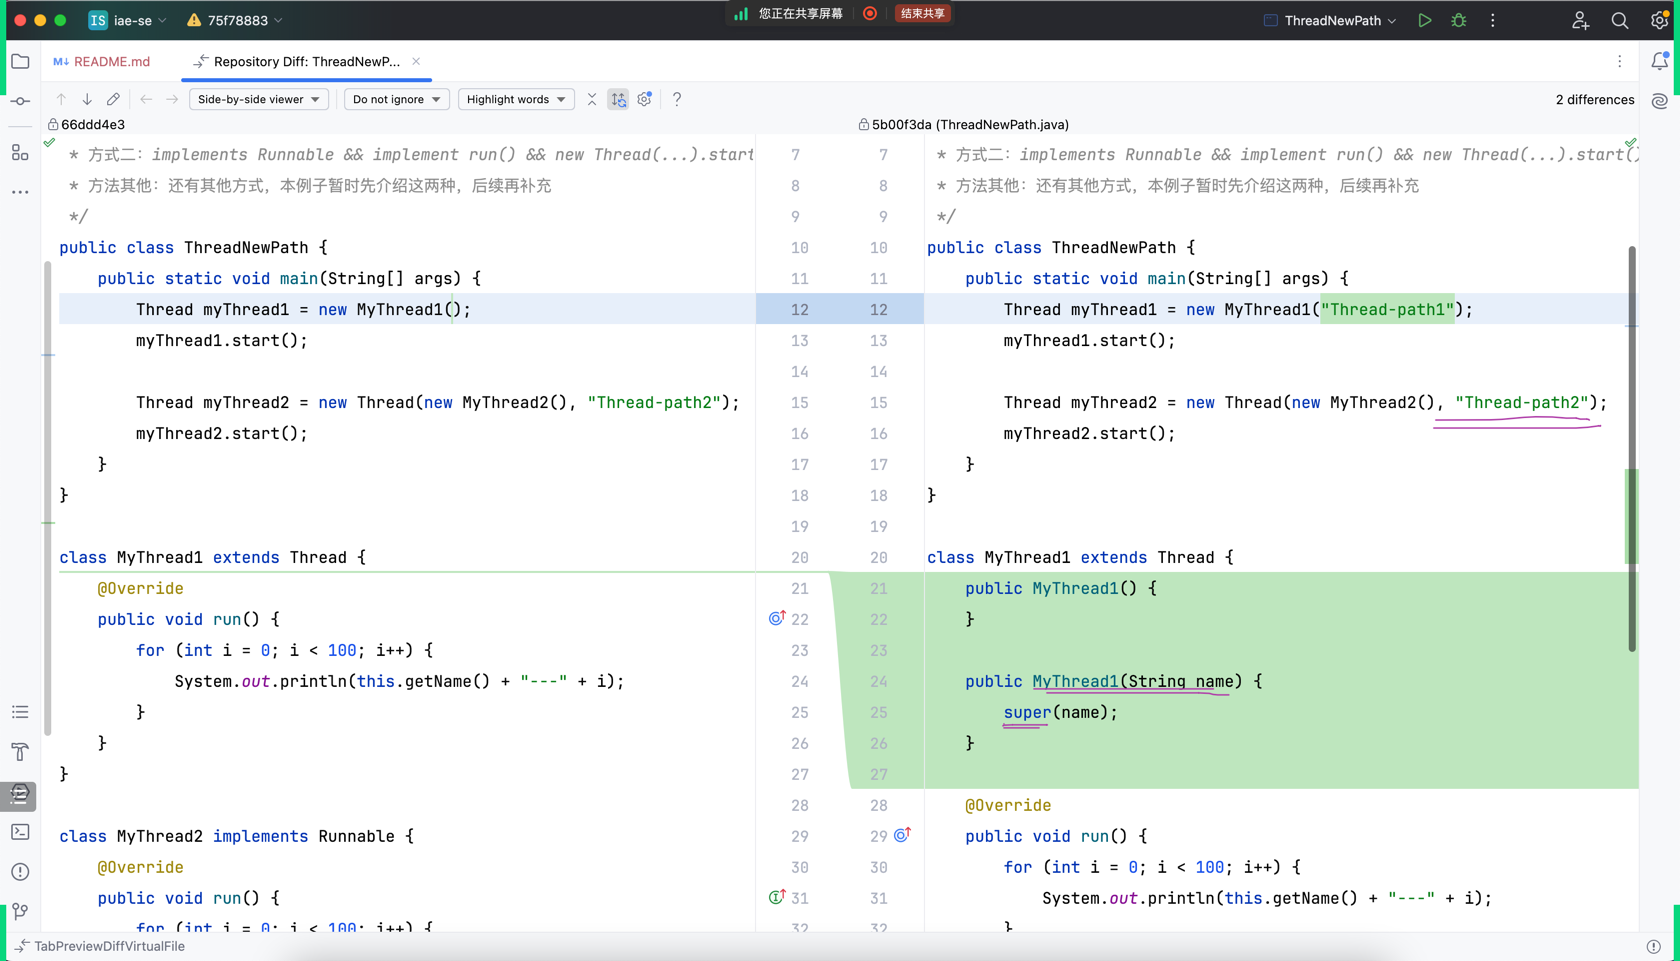 IS iae-se
75f78883
您正在共享屏幕
结束共享
ThreadNewPath
M↓ README.md
Repository Diff: ThreadNewP...
Side-by-side viewer
Do not ignore
Highlight words
?
2 differences
66ddd4e3
* 方式二：implements Runnable && implement run() && new Thread(...).start
* 方法其他：还有其他方式，本例子暂时先介绍这两种，后续再补充
*/
public class ThreadNewPath {
public static void main(String[] args) {
Thread myThread1 = new MyThread1();
myThread1.start();
Thread myThread2 = new Thread(new MyThread2(), "Thread-path2");
myThread2.start();
}
}
class MyThread1 extends Thread {
@Override
public void run() {
for (int i = 0; i < 100; i++) {
System.out.println(this.getName() + "---" + i);
}
}
}
class MyThread2 implements Runnable {
@Override
public void run() {
for (int i = 0; i < 100; i++) {
7 7
8 8
9 9
10 10
11 11
12 12
13 13
14 14
15 15
16 16
17 17
18 18
19 19
20 20
21 21
22 22
23 23
24 24
25 25
26 26
27 27
28 28
29 29
30 30
31 31
32 32
5b00f3da (ThreadNewPath.java)
* 方式二：implements Runnable && implement run() && new Thread(...).start()
* 方法其他：还有其他方式，本例子暂时先介绍这两种，后续再补充
*/
public class ThreadNewPath {
public static void main(String[] args) {
Thread myThread1 = new MyThread1("Thread-path1");
myThread1.start();
Thread myThread2 = new Thread(new MyThread2(), "Thread-path2");
myThread2.start();
}
}
class MyThread1 extends Thread {
public MyThread1() {
}
public MyThread1(String name) {
super(name);
}
@Override
public void run() {
for (int i = 0; i < 100; i++) {
System.out.println(this.getName() + "---" + i);
}
TabPreviewDiffVirtualFile